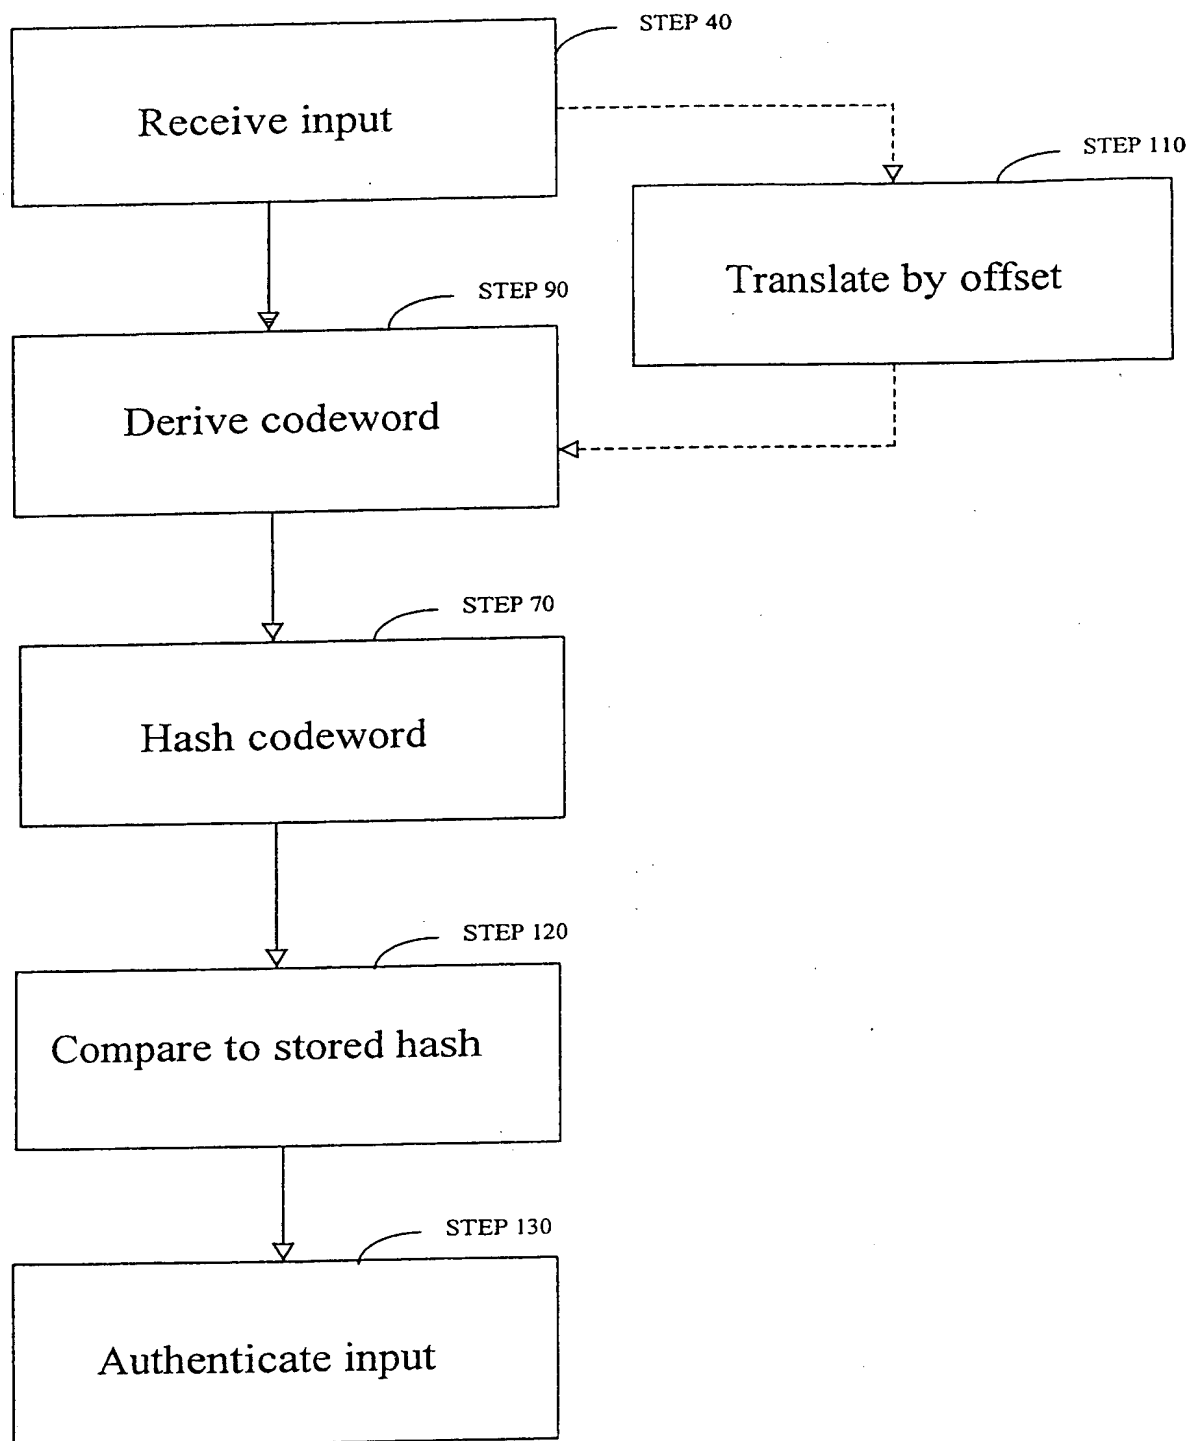 STEP 40
Receive input
STEP 110
Translate by offset
STEP 90
Derive codeword
STEP 70
Hash codeword
STEP 120
Compare to stored hash
STEP 130
Authenticate input